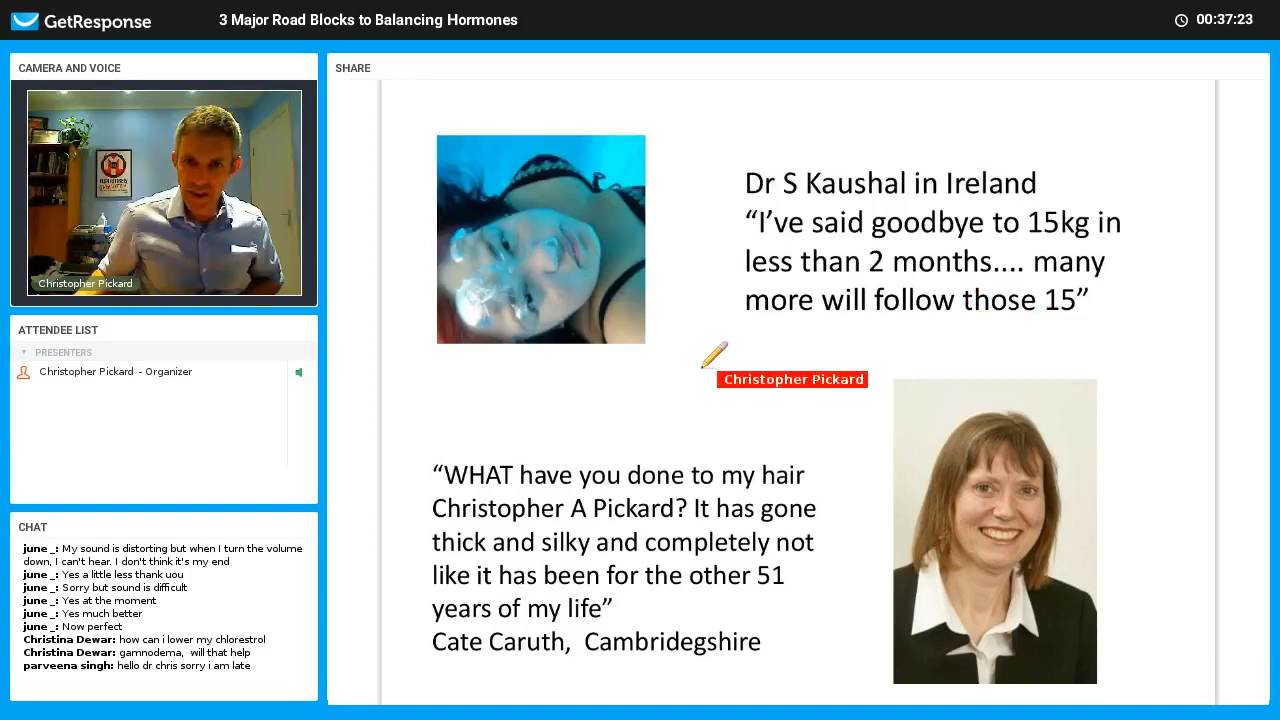 GetResponse
3 Major Road Blocks to Balancing Hormones
00:37:23
CAMERA AND VOICE
Christopher Pickard
ATTENDEE LIST
PRESENTERS
Christopher Pickard - Organizer
CHAT
june _: My sound is distorting but when I turn the volume
down, I can't hear. I don't think it's my end
june _: Yes a little less thank uou
june _: Sorry but sound is difficult
june _: Yes at the moment
june _: Yes much better
june _: Now perfect
Christina Dewar: how can i lower my chlorestrol
Christina Dewar: gamnodema, will that help
parveena singh: hello dr chris sorry i am late
SHARE
Dr S Kaushal in Ireland
“I’ve said goodbye to 15kg in
less than 2 months.... many
more will follow those 15”
Christopher Pickard
“WHAT have you done to my hair
Christopher A Pickard? It has gone
thick and silky and completely not
like it has been for the other 51
years of my life”
Cate Caruth, Cambridegshire